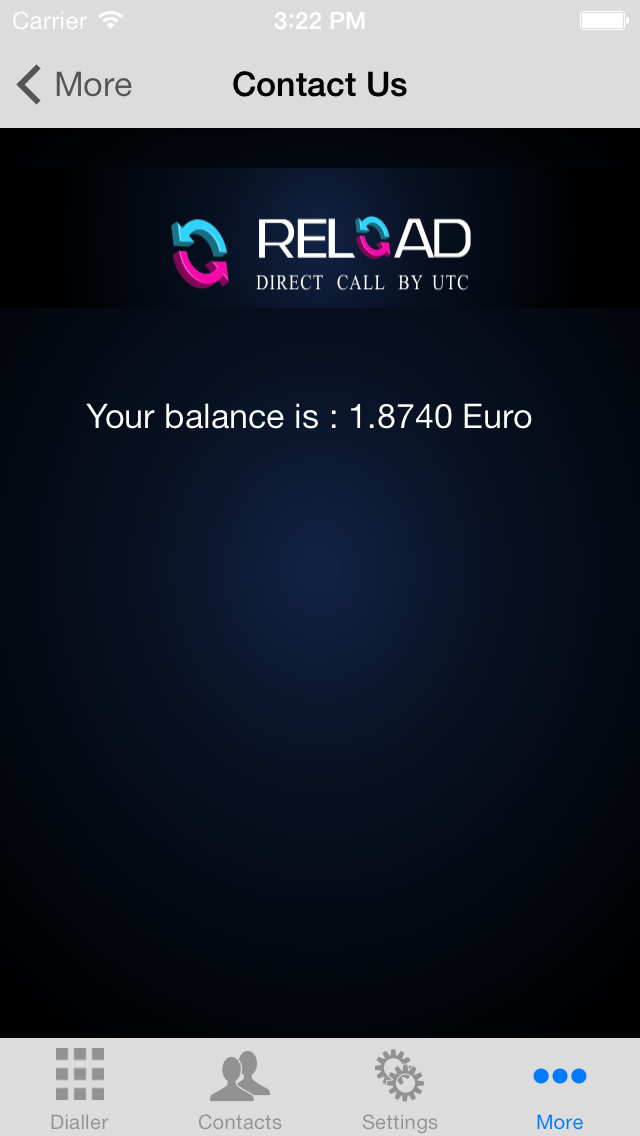 Carrier 3:22 PM
More Contact Us
RELOAD
DIRECT CALL BY UTC
Your balance is : 1.8740 Euro
Dialler Contacts Settings More